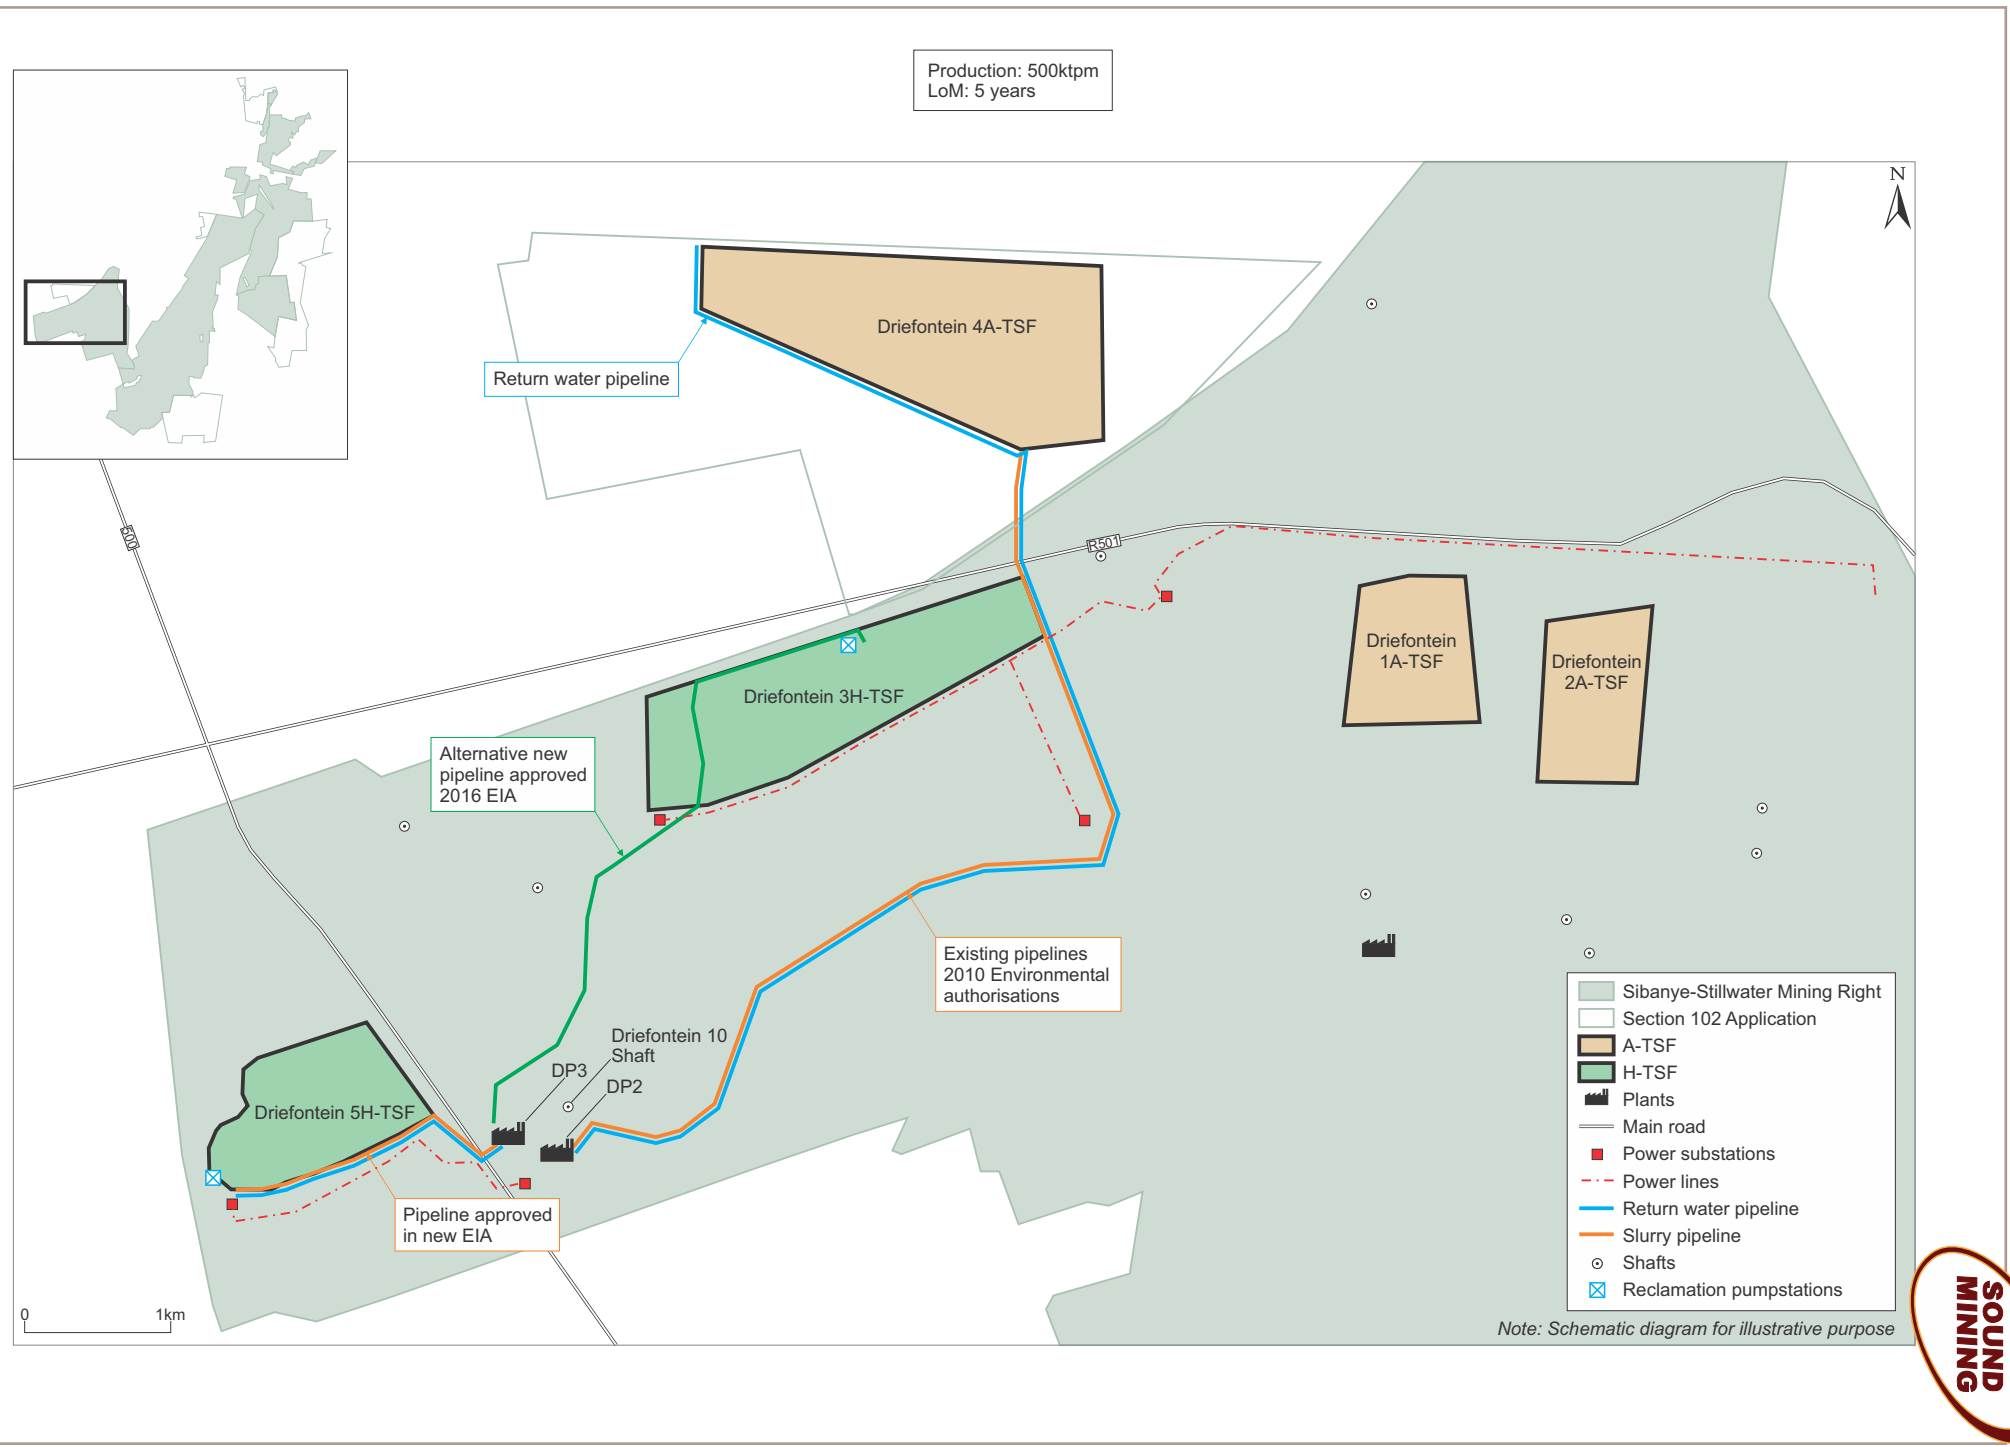 Production: 500ktpm
LoM: 5 years
N
Driefontein 4A-TSF
Return water pipeline
500
R501
Driefontein
1A-TSF
Driefontein
2A-TSF
Driefontein 3H-TSF
Alternative new
pipeline approved
2016 EIA
Existing pipelines
2010 Environmental
authorisations
Driefontein 10
Shaft
DP3
DP2
Driefontein 5H-TSF
Pipeline approved
in new EIA
Sibanye-Stillwater Mining Right
Section 102 Application
A-TSF
H-TSF
Plants
Main road
Power substations
Power lines
Return water pipeline
Slurry pipeline
Shafts
Reclamation pumpstations
0 1km
Note: Schematic diagram for illustrative purpose
SOUND
MINING